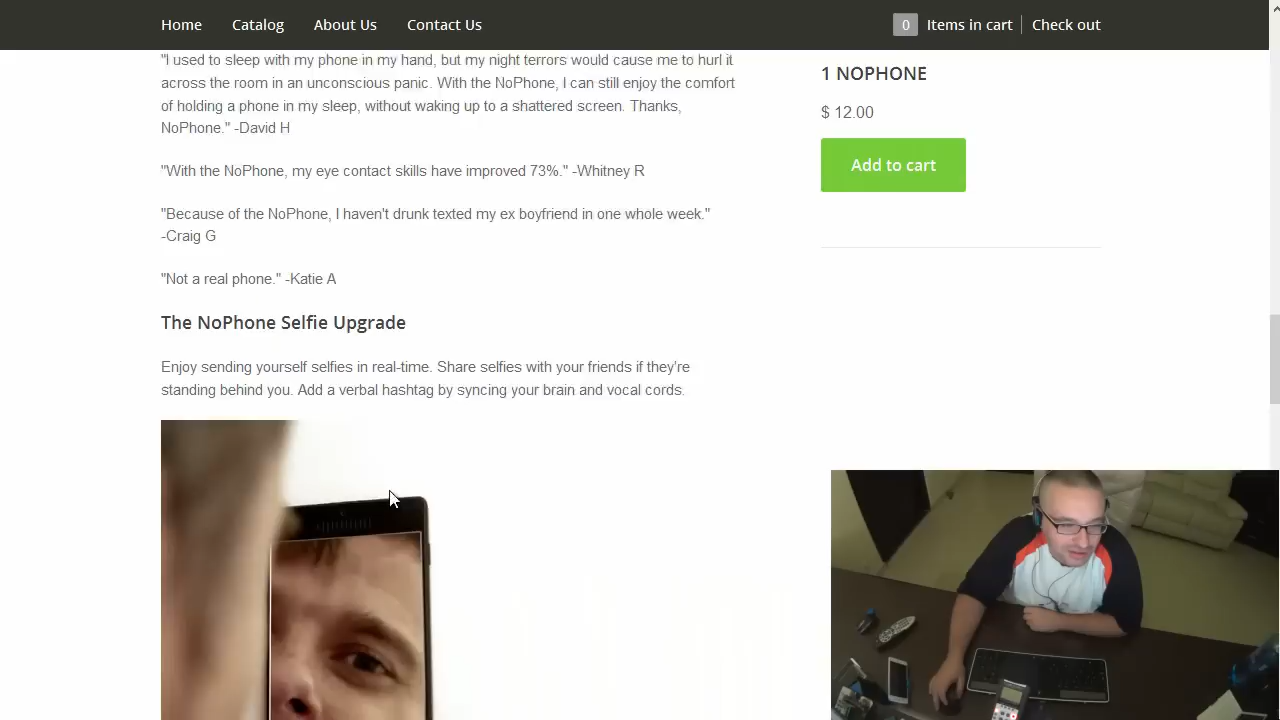 Home Catalog About Us Contact Us 0 Items in cart Check out
"I used to sleep with my phone in my hand, but my night terrors would cause me to hurl it
across the room in an unconscious panic. With the NoPhone, I can still enjoy the comfort
of holding a phone in my sleep, without waking up to a shattered screen. Thanks,
NoPhone." -David H
"With the NoPhone, my eye contact skills have improved 73%." -Whitney R
"Because of the NoPhone, I haven't drunk texted my ex boyfriend in one whole week."
-Craig G
"Not a real phone." -Katie A
The NoPhone Selfie Upgrade
Enjoy sending yourself selfies in real-time. Share selfies with your friends if they're
standing behind you. Add a verbal hashtag by syncing your brain and vocal cords.
1 NOPHONE
$ 12.00
Add to cart